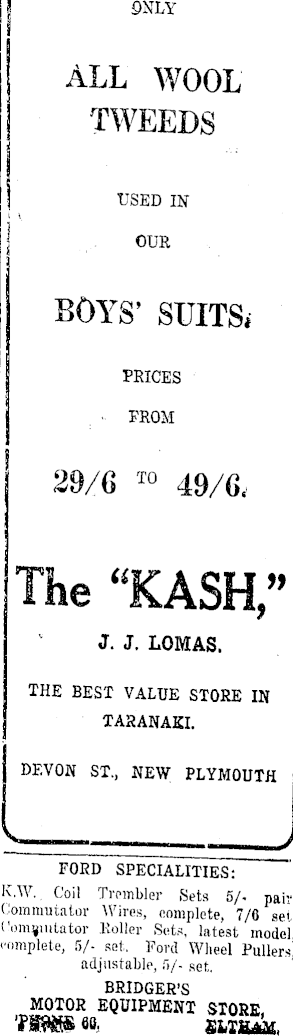 ONLY
ALL WOOL
TWEEDS
USED IN
OUR
BOYS' SUITS.
PRICES
FROM
29/6 TO 49/6.
The "KASH,"
J. J. LOMAS.
THE BEST VALUE STORE IN
TARANAKI.
DEVON ST., NEW PLYMOUTH
FORD SPECIALITIES:
K.W. Coil Trembler Sets 5/- pair
Commutator Wires, complete, 7/6 set
Commutator Roller Sets, latest model,
complete, 5/- set. Ford Wheel Pullers,
adjustable, 5/- set.
BRIDGER'S
MOTOR EQUIPMENT STORE,
'PHONE 60, ELTHAM.